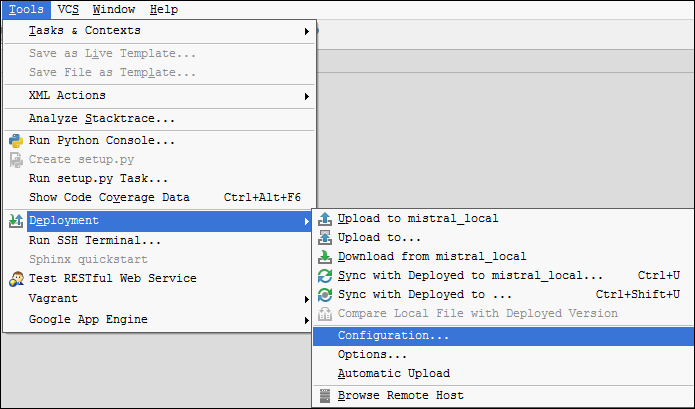 Tools VCS Window Help
Tasks & Contexts
Save as Live Template...
Save File as Template...
XML Actions
Analyze Stacktrace...
Run Python Console...
Create setup.py
Run setup.py Task...
Show Code Coverage Data Ctrl+Alt+F6
Deployment
Run SSH Terminal...
Sphinx quickstart
Test RESTful Web Service
Vagrant
Google App Engine
Upload to mistral_local
Upload to...
Download from mistral_local
Sync with Deployed to mistral_local... Ctrl+U
Sync with Deployed to ... Ctrl+Shift+U
Compare Local File with Deployed Version
Configuration...
Options...
Automatic Upload
Browse Remote Host